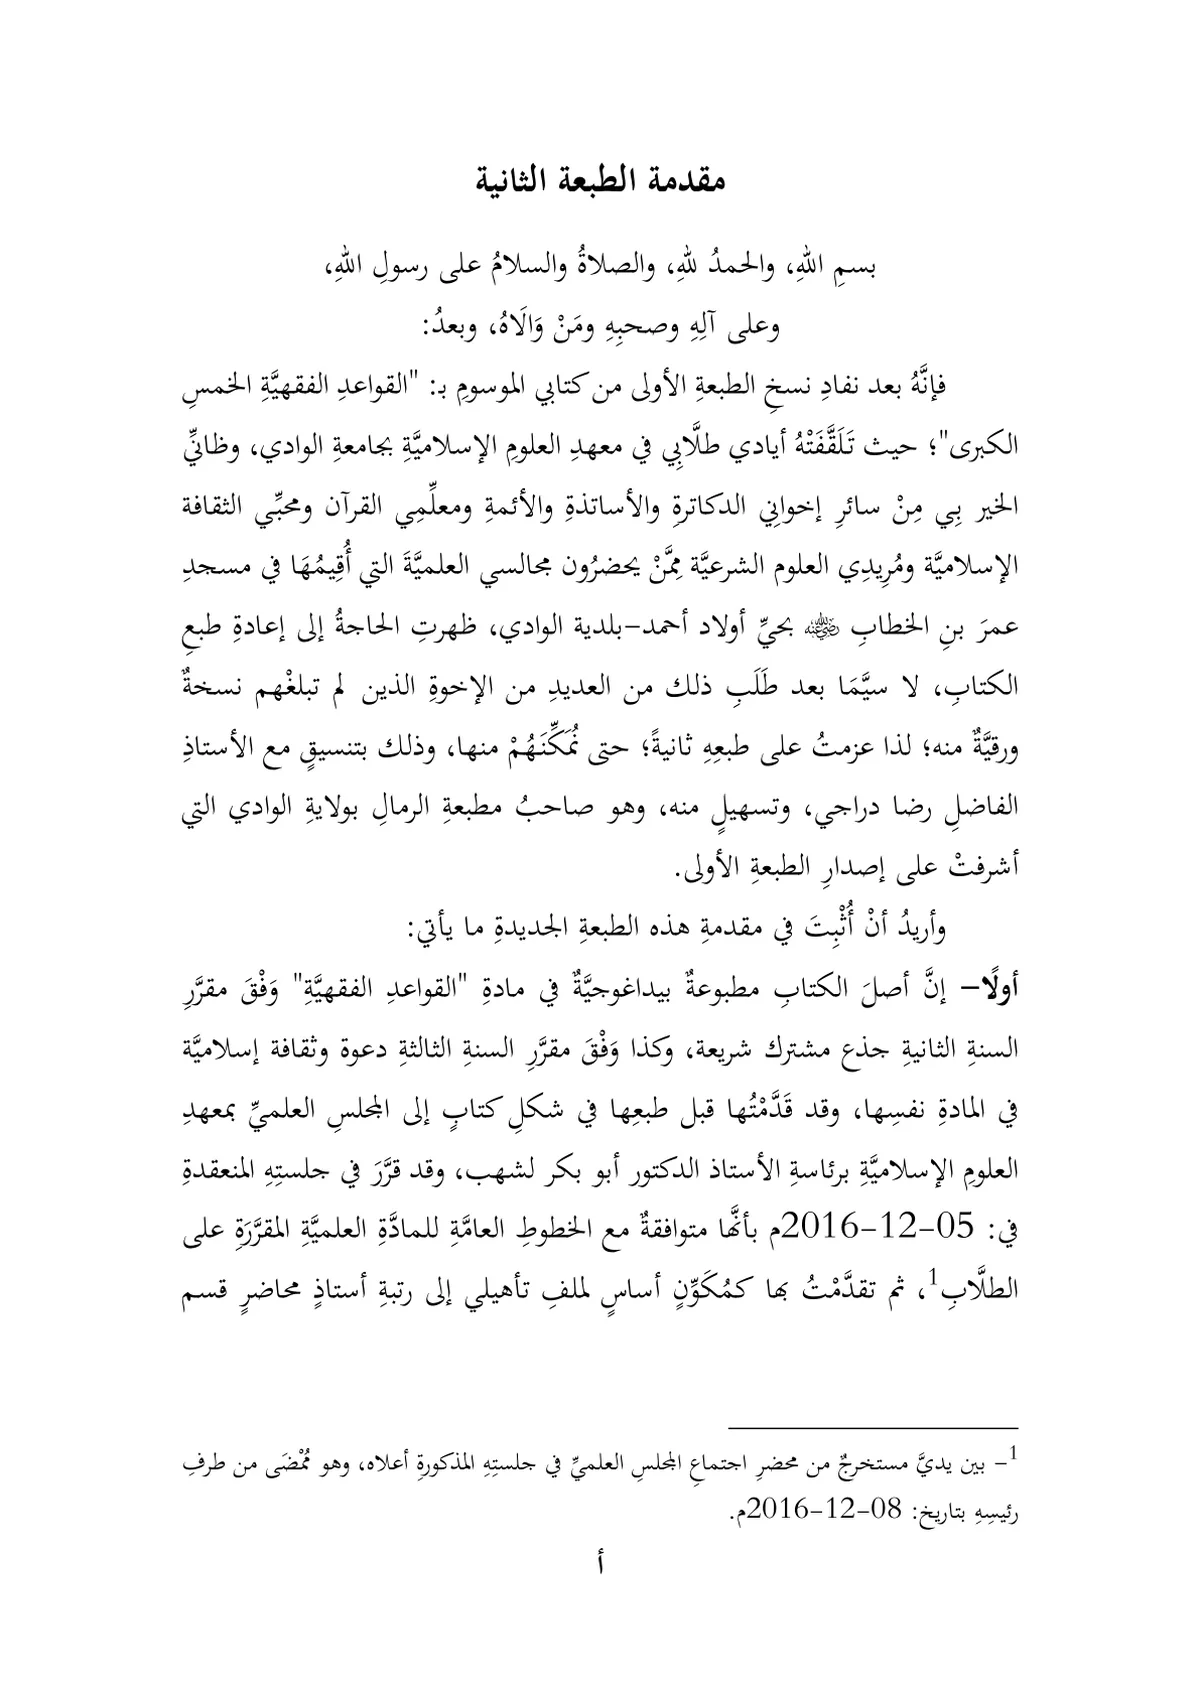 مقدمة الطبعة الثانية
بسمِ اللهِ، والحمدُ للهِ، والصلاةُ والسلامُ على رسولِ اللهِ،
وعلى آلِهِ وصحبِهِ ومَنْ وَالَاهُ، وبعدُ:
فإنَّهُ بعد نفادِ نسخِ الطبعةِ الأولى من كتابي الموسومِ بـ: "القواعدِ الفقهيَّةِ الخمسِ
الكبرى"؛ حيث تَلَقَّفَتْهُ أيادي طلَّابِي في معهدِ العلومِ الإسلاميَّةِ بجامعةِ الوادي، وظانِّي
الخير بِي مِنْ سائرِ إخوانِي الدكاترةِ والأساتذةِ والأئمةِ ومعلِّمِي القرآن ومحبِّي الثقافة
الإسلاميَّة ومُرِيدِي العلوم الشرعيَّة مِمَّنْ يحضرُون مجالسي العلميَّةَ التي أُقِيمُهَا في مسجدِ
عمرَ بنِ الخطابِ ﷺ بحيِّ أولاد أحمد-بلدية الوادي، ظهرتِ الحاجةُ إلى إعادةِ طبعِ
الكتابِ، لا سيَّمَا بعد طَلَبِ ذلك من العديدِ من الإخوةِ الذين لم تبلغْهم نسخةٌ
ورقيَّةٌ منه؛ لذا عزمتُ على طبعِهِ ثانيةً؛ حتى نُمَكِّنَهُمْ منها، وذلك بتنسيقٍ مع الأستاذِ
الفاضلِ رضا دراجي، وتسهيلٍ منه، وهو صاحبُ مطبعةِ الرمالِ بولايةِ الوادي التي
أشرفتْ على إصدارِ الطبعةِ الأولى.
وأريدُ أنْ أُثْبِتَ في مقدمةِ هذه الطبعةِ الجديدةِ ما يأتي:
أولًا- إنَّ أصلَ الكتابِ مطبوعةٌ بيداغوجيَّةٌ في مادةِ "القواعدِ الفقهيَّةِ" وَفْقَ مقرَّرِ
السنةِ الثانيةِ جذع مشترك شريعة، وكذا وَفْقَ مقرَّرِ السنةِ الثالثةِ دعوة وثقافة إسلاميَّة
في المادةِ نفسِها، وقد قَدَّمْتُها قبل طبعِها في شكلِ كتابٍ إلى المجلس العلميِّ بمعهدِ
العلومِ الإسلاميَّةِ برئاسةِ الأستاذ الدكتور أبو بكر لشهب، وقد قرَّرَ في جلستِهِ المنعقدةِ
في: 05-12-2016م بأنَّها متوافقةٌ مع الخطوطِ العامَّةِ للمادَّةِ العلميَّةِ المقرَّرَةِ على
الطلَّابِ1، ثم تقدَّمْتُ بها كمُكَوِّنٍ أساسٍ لملفِ تأهيلي إلى رتبةِ أستاذٍ محاضرٍ قسم
1- بين يديَّ مستخرجٌ من محضرِ اجتماعِ المجلسِ العلميِّ في جلستِهِ المذكورةِ أعلاه، وهو مُمْضَى من طرفِ
رئيسِهِ بتاريخ: 08-12-2016م.
أ